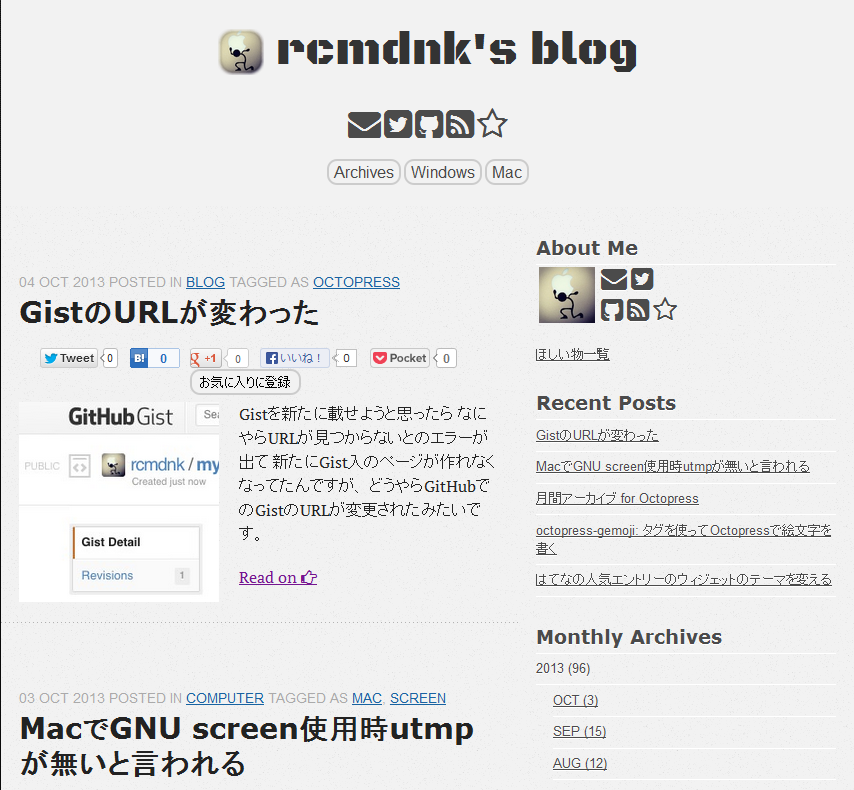 rcmdnk's blog
Archives Windows Mac
04 OCT 2013 POSTED IN BLOG TAGGED AS OCTOPRESS
GistのURLが変わった
Tweet 0 B! 0 g +1 0 いいね! 0 Pocket 0
お気に入りに登録
GitHub Gist Sea
PUBLIC rcmdnk / my
Created just now
Gist Detail
Revisions 1
Gistを新たに載せようと思ったら なに
やらURLが見つからないとのエラーが
出て 新たにGist入のページが作れなく
なってたんですが、どうやらGitHubで
のGistのURLが変更されたみたいで
す。
Read on
03 OCT 2013 POSTED IN COMPUTER TAGGED AS MAC, SCREEN
MacでGNU screen使用時utmp
が無いと言われる
About Me
ほしい物一覧
Recent Posts
GistのURLが変わった
MacでGNU screen使用時utmpが無いと言われる
月間アーカイブ for Octopress
octopress-gemoji: タグを使ってOctopressで絵文字を
書く
はてなの人気エントリーのウィジェットのテーマを変える
Monthly Archives
2013 (96)
OCT (3)
SEP (15)
AUG (12)